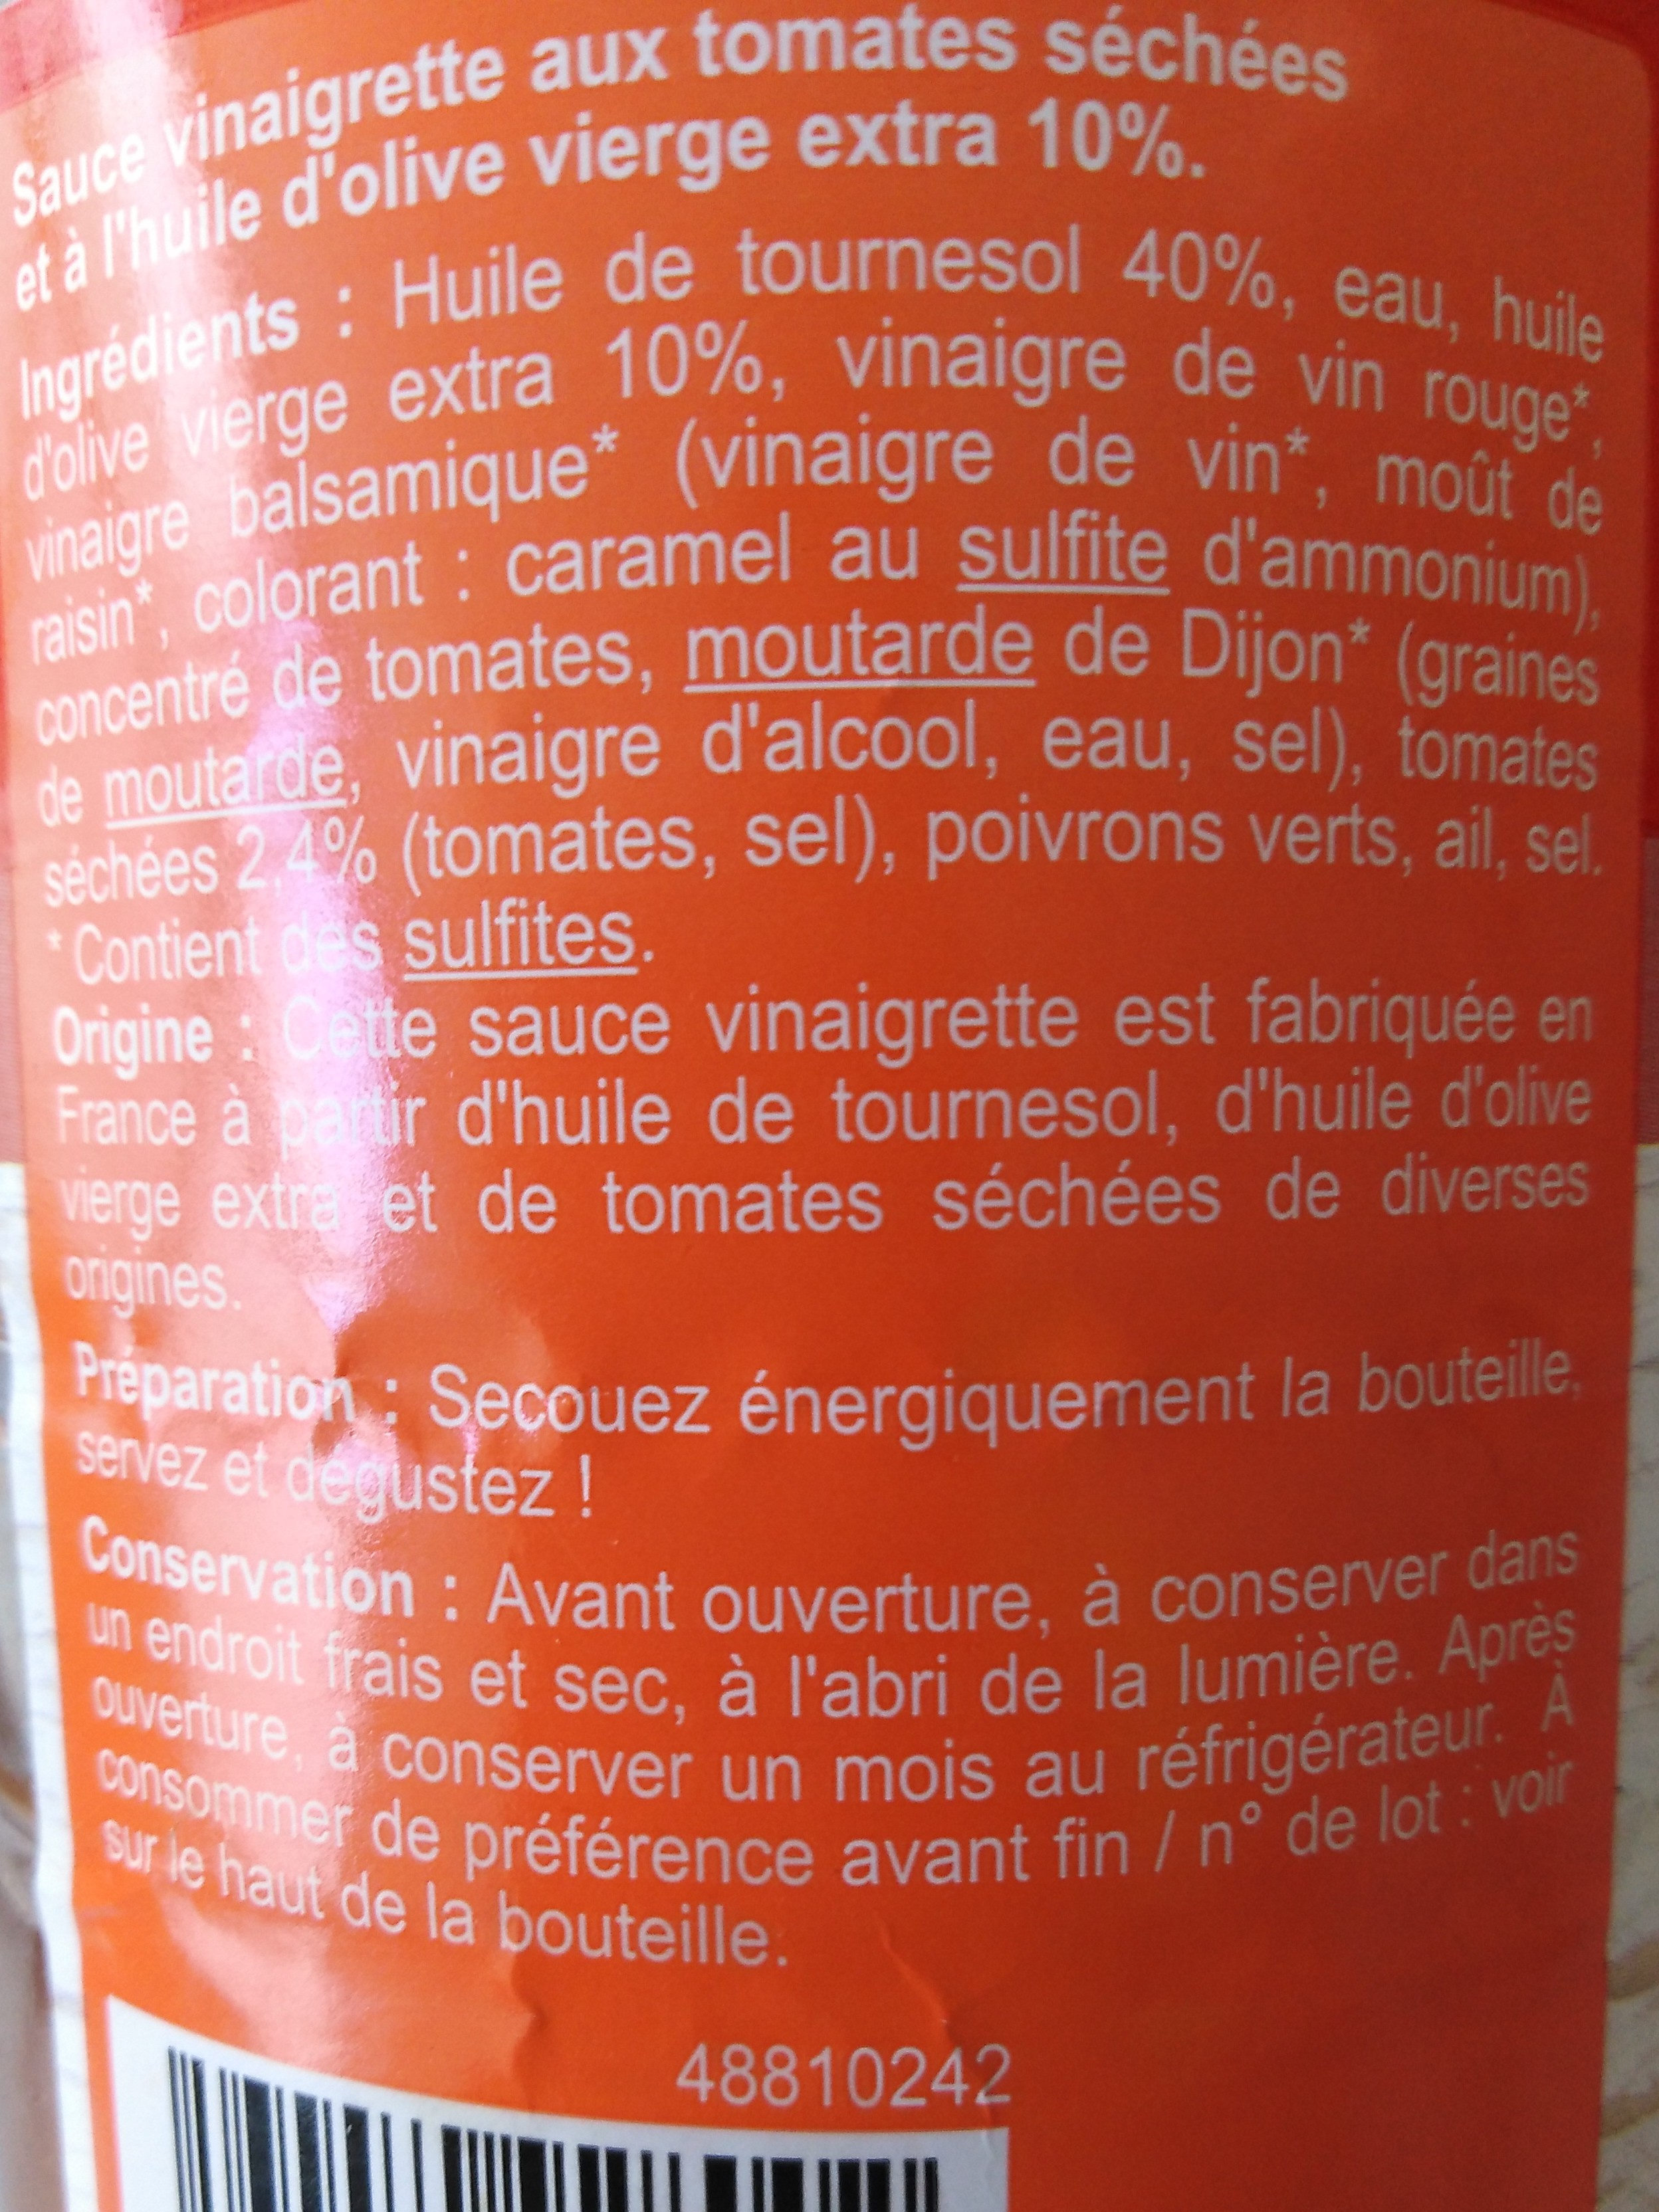 Sauce vinaigrette aux tomates séchées
et à l'huile d'olive vierge extra 10%.
Ingrédients : Huile de tournesol 40%, eau, huile
d'olive vierge extra 10%, vinaigre de vin rouge*,
vinaigre balsamique* (vinaigre de vin*, moût de
raisin*, colorant : caramel au sulfite d'ammonium),
concentré de tomates, moutarde de Dijon* (graines
de moutarde, vinaigre d'alcool, eau, sel), tomates
séchées 2,4% (tomates, sel), poivrons verts, ail, sel.
* Contient des sulfites.
Origine : Cette sauce vinaigrette est fabriquée en
France à partir d'huile de tournesol, d'huile d'olive
vierge extra et de tomates séchées de diverses
origines.
Préparation : Secouez énergiquement la bouteille,
servez et dégustez !
Conservation : Avant ouverture, à conserver dans
un endroit frais et sec, à l'abri de la lumière. Après
ouverture, à conserver un mois au réfrigérateur. À
consommer de préférence avant fin / n° de lot : voir
sur le haut de la bouteille.
48810242